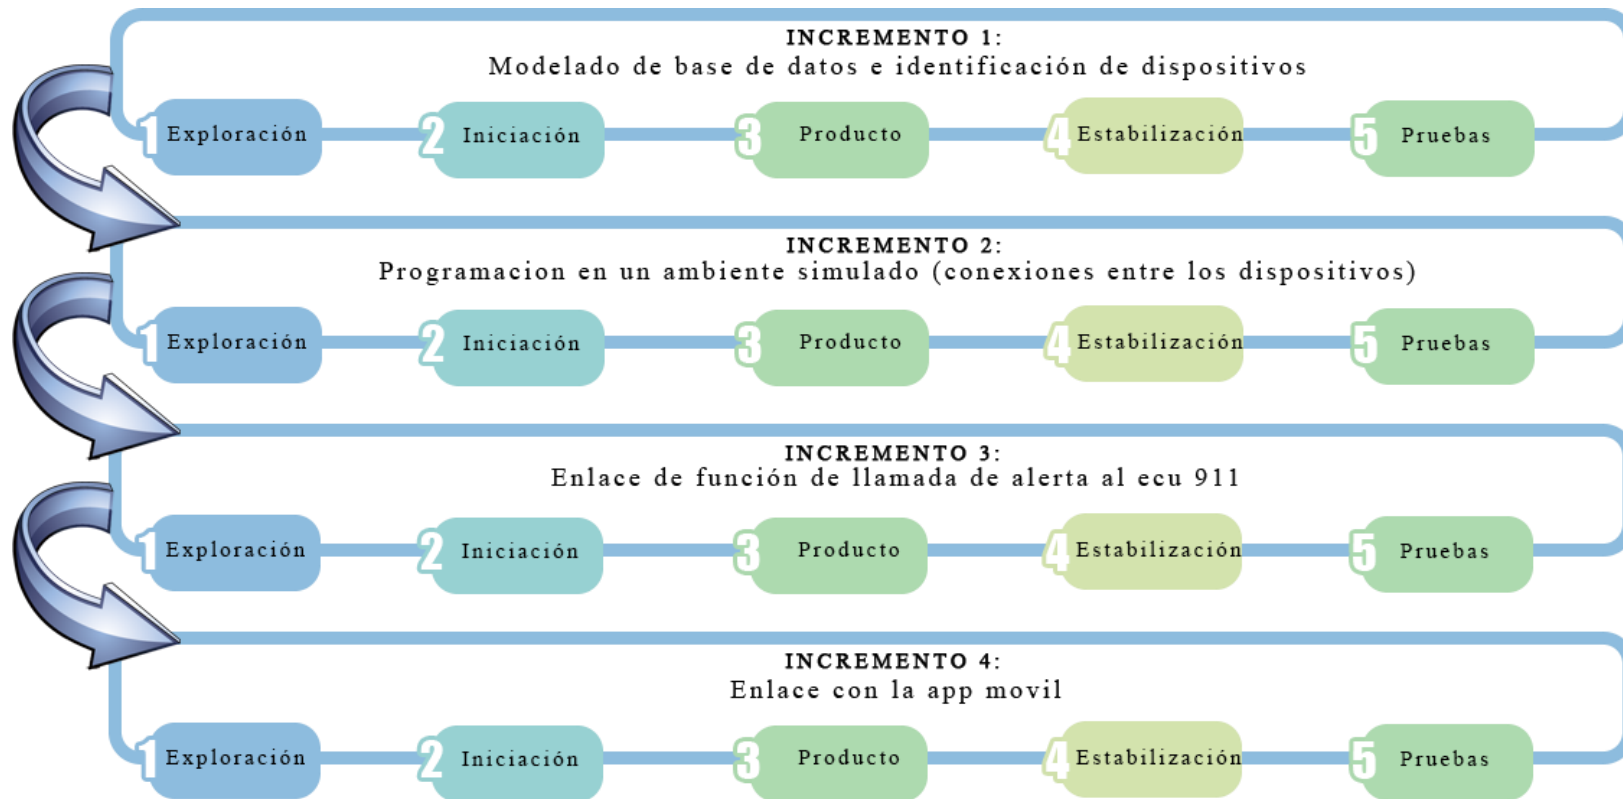 INCREMENTO 1:
Modelado de base de datos e identificación de dispositivos
1 Exploración 2 Iniciación 3 Producto 4 Estabilización 5 Pruebas
INCREMENTO 2:
Programacion en un ambiente simulado (conexiones entre los dispositivos)
1 Exploración 2 Iniciación 3 Producto 4 Estabilización 5 Pruebas
INCREMENTO 3:
Enlace de función de llamada de alerta al ecu 911
1 Exploración 2 Iniciación 3 Producto 4 Estabilización 5 Pruebas
INCREMENTO 4:
Enlace con la app movil
1 Exploración 2 Iniciación 3 Producto 4 Estabilización 5 Pruebas